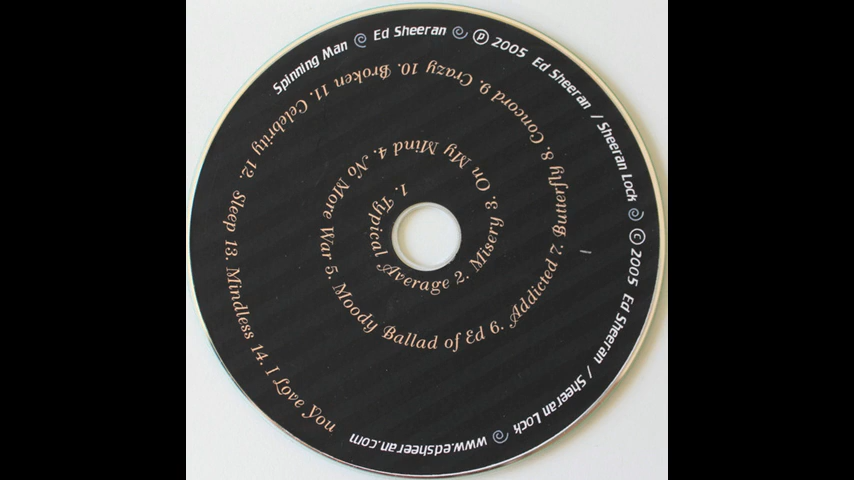 Spinning Man Ed Sheeran ℗ 2005 Ed Sheeran / Sheeran Lock © 2005 Ed Sheeran / Sheeran Lock www.edsheeran.com
1. Typical Average 2. Misery 3. On My Mind 4. No More War 5. Moody Ballad of Ed 6. Addicted 7. Butterfly 8. Concord 9. Crazy 10. Broken 11. Celebrity 12. Sleep 13. Mindless 14. I Love You